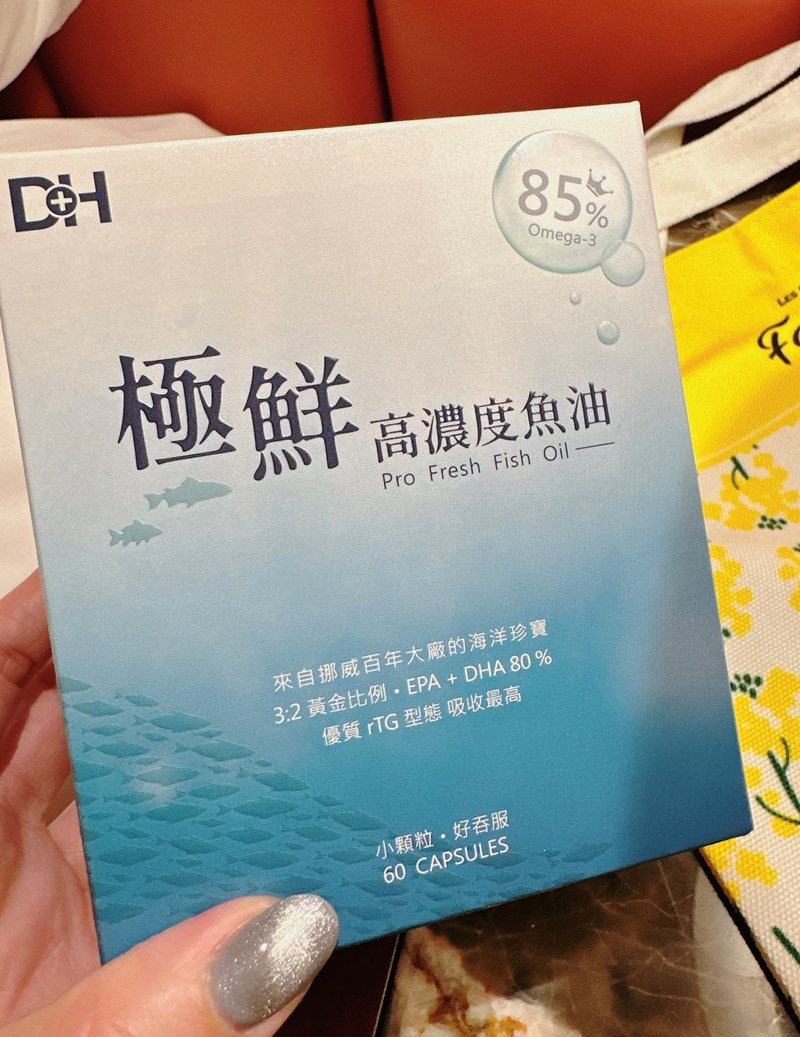 DH
85%
Omega-3
極鮮 高濃度魚油
Pro Fresh Fish Oil
來自挪威百年大廠的海洋珍寶
3:2 黃金比例・EPA + DHA 80%
優質 rTG 型態 吸收最高
小顆粒・好吞服
60 CAPSULES
LES